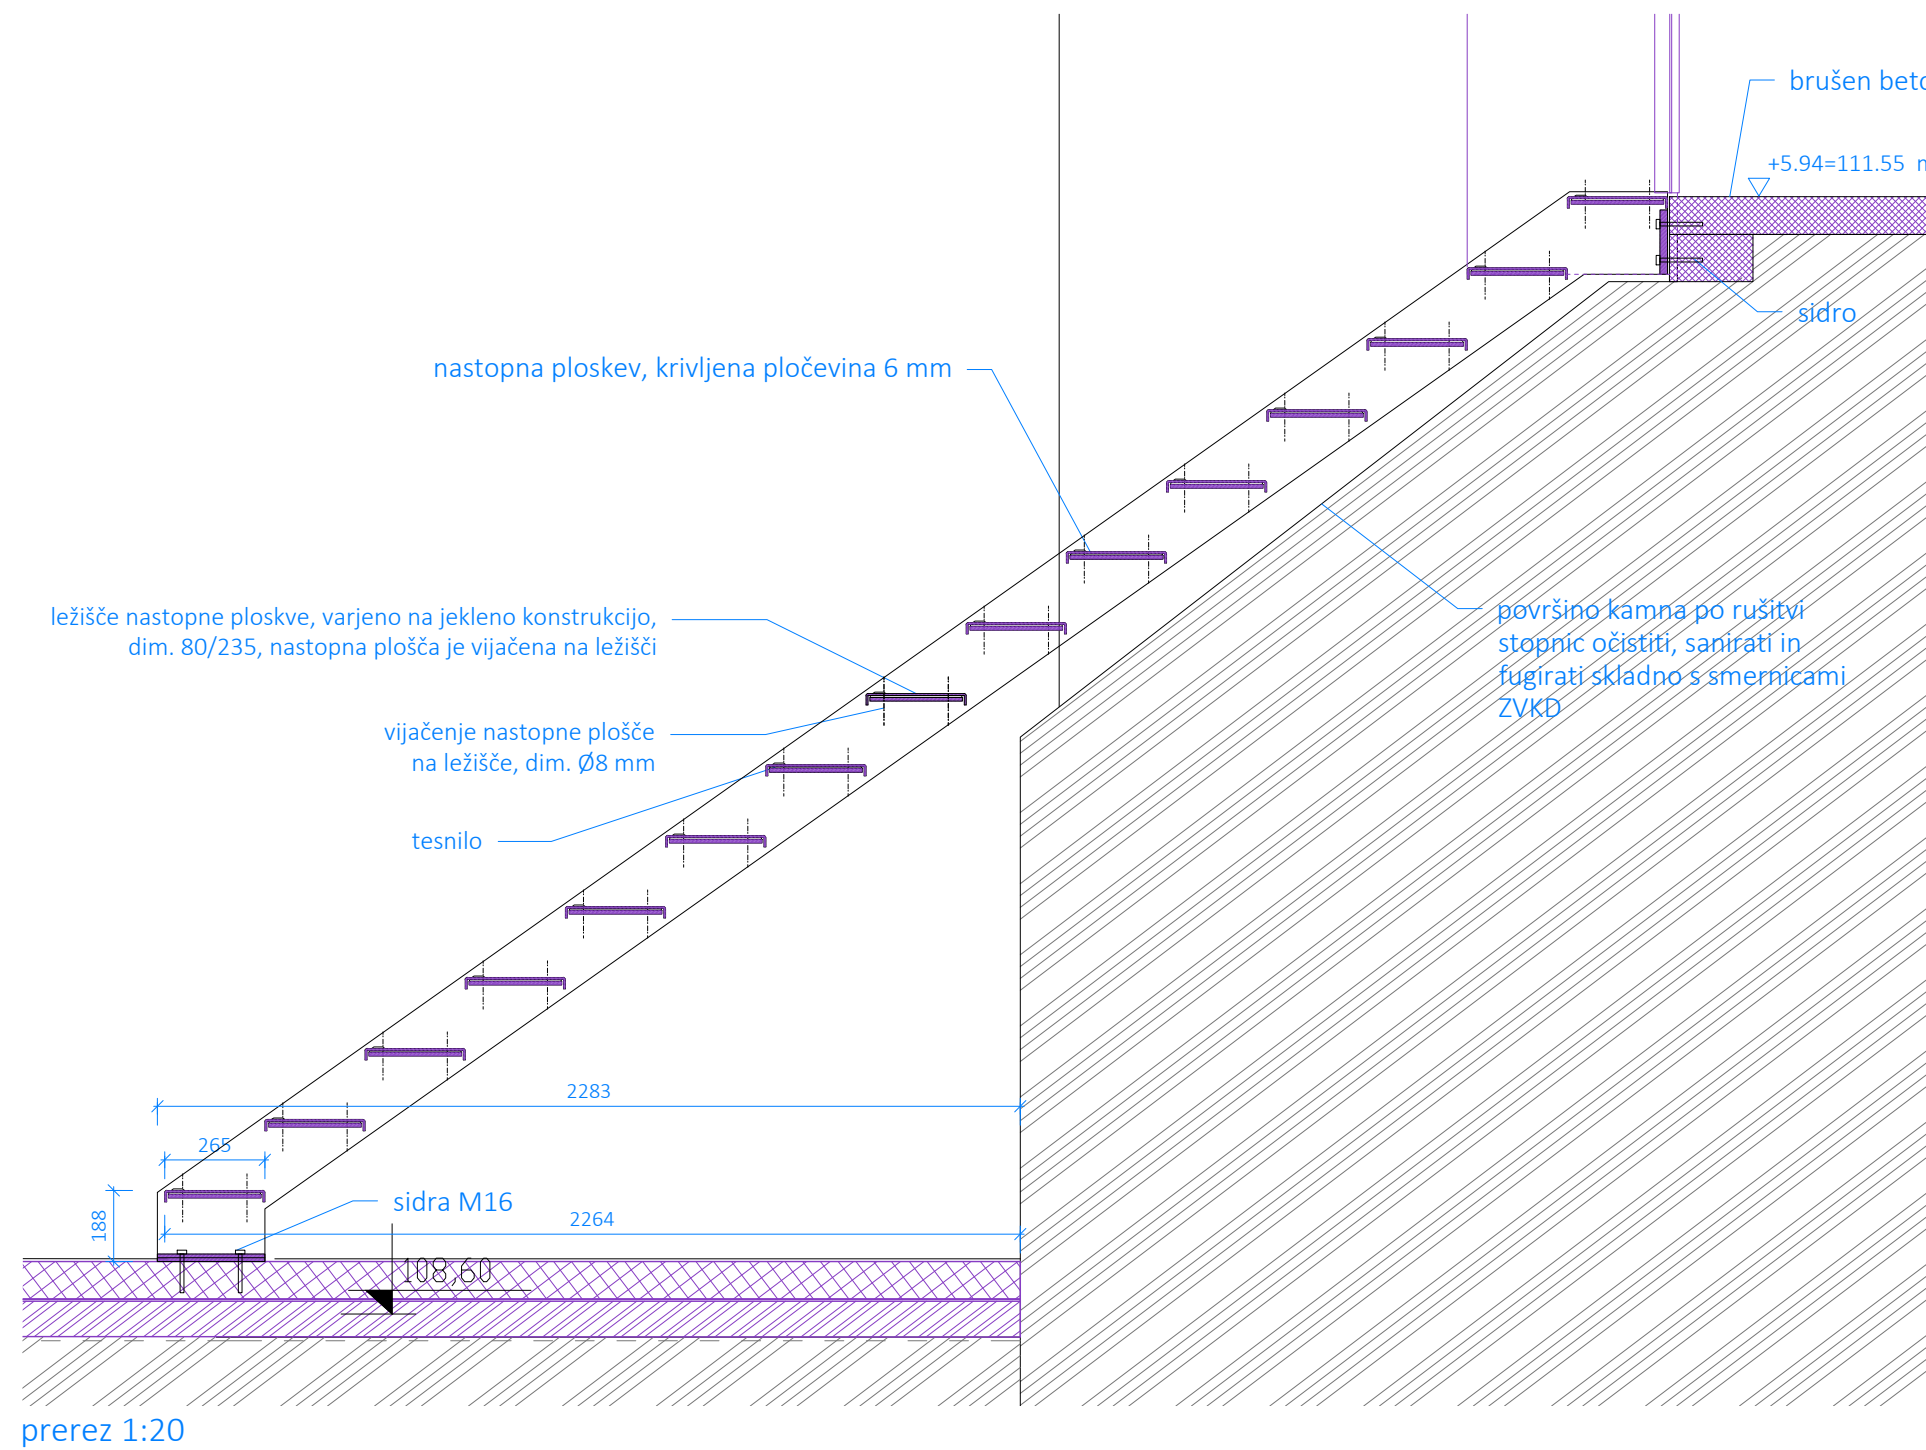 brušen
+5.94=111.55
sidro
nastopna ploskev, krivljena pločevina 6 mm
ležišče nastopne ploskve, varjeno na jekleno konstrukcijo,
dim. 80/235, nastopna plošča je vijačena na ležišči
površino kamna po rušitvi
stopnic očistiti, sanirati in
fugirati skladno s smernicami
ZVKD
vijačenje nastopne plošče
na ležišče, dim. Ø8 mm
tesnilo
2283
265
188
sidra M16
2264
108,60
prerez 1:20